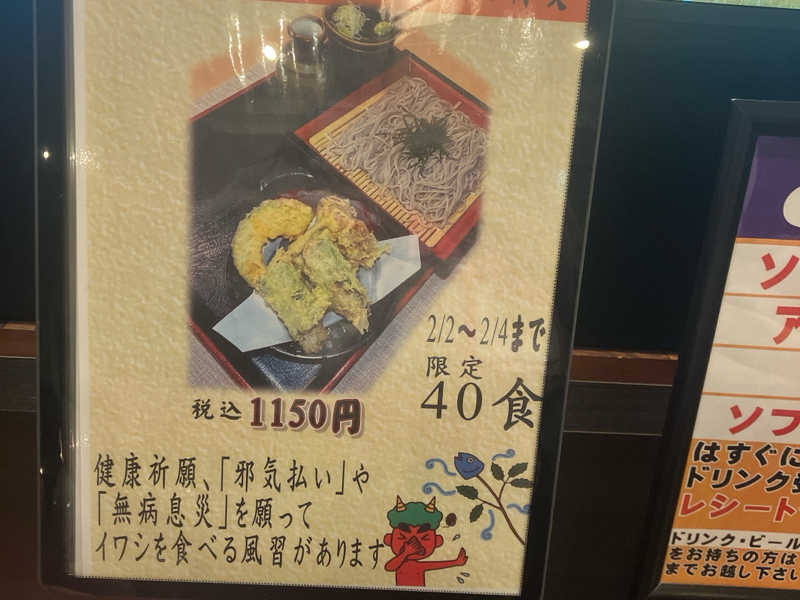 2/2～2/4まで
限定
40食
税込 1150円
健康祈願、「邪気払い」や
「無病息災」を願って
イワシを食べる風習があります
ソ
ア
ソフ
はすぐに
ドリンク
レシート
ドリンク・ビール
をお持ちの方は
までお越し下さい